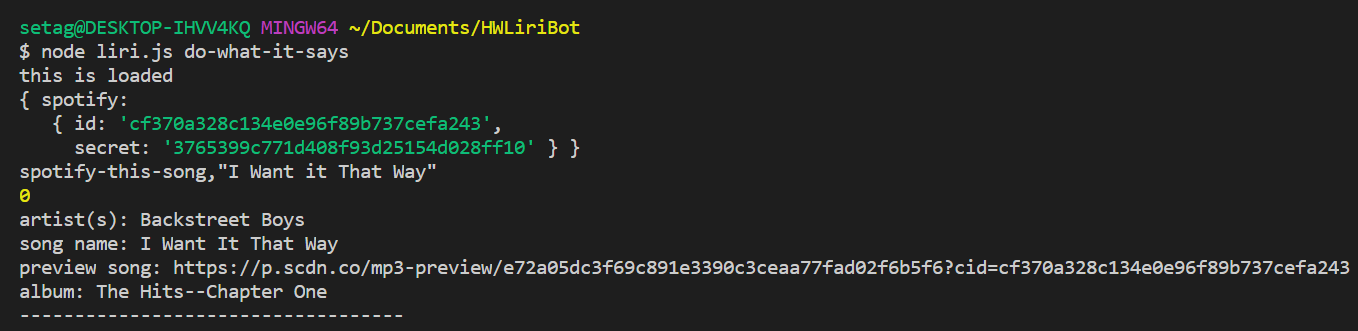 setag@DESKTOP-IHVV4KQ MINGW64 ~/Documents/HWLiriBot
$ node liri.js do-what-it-says
this is loaded
{ spotify:
   { id: 'cf370a328c134e0e96f89b737cefa243',
     secret: '3765399c771d408f93d25154d028ff10' } }
spotify-this-song,"I Want it That Way"
0
artist(s): Backstreet Boys
song name: I Want It That Way
preview song: https://p.scdn.co/mp3-preview/e72a05dc3f69c891e3390c3ceaa77fad02f6b5f6?cid=cf370a328c134e0e96f89b737cefa243
album: The Hits--Chapter One
-----------------------------------